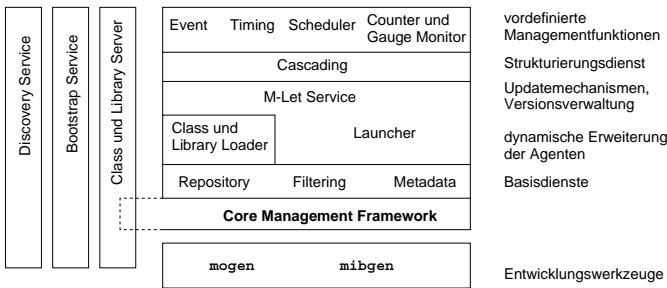 Discovery Service
Bootstrap Service
Class und Library Server
Event Timing Scheduler Counter und
Gauge Monitor
vordefinierte
Managementfunktionen
Cascading
Strukturierungsdienst
M-Let Service
Updatemechanismen,
Versionsverwaltung
Class und
Library Loader
Launcher
dynamische Erweiterung
der Agenten
Repository Filtering Metadata
Basisdienste
Core Management Framework
mogen mibgen
Entwicklungswerkzeuge